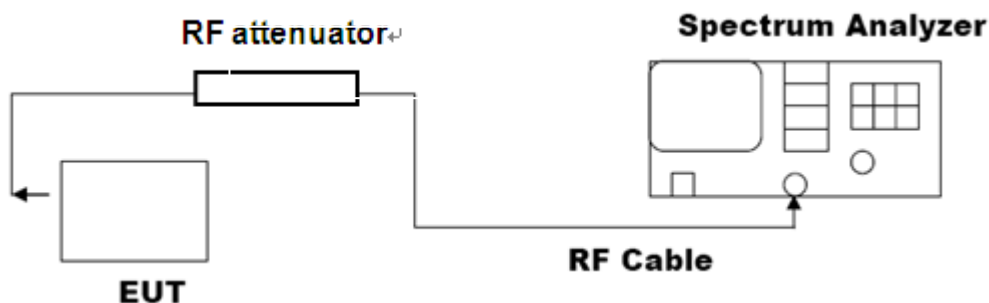 RF attenuator↵
Spectrum Analyzer
RF Cable
EUT